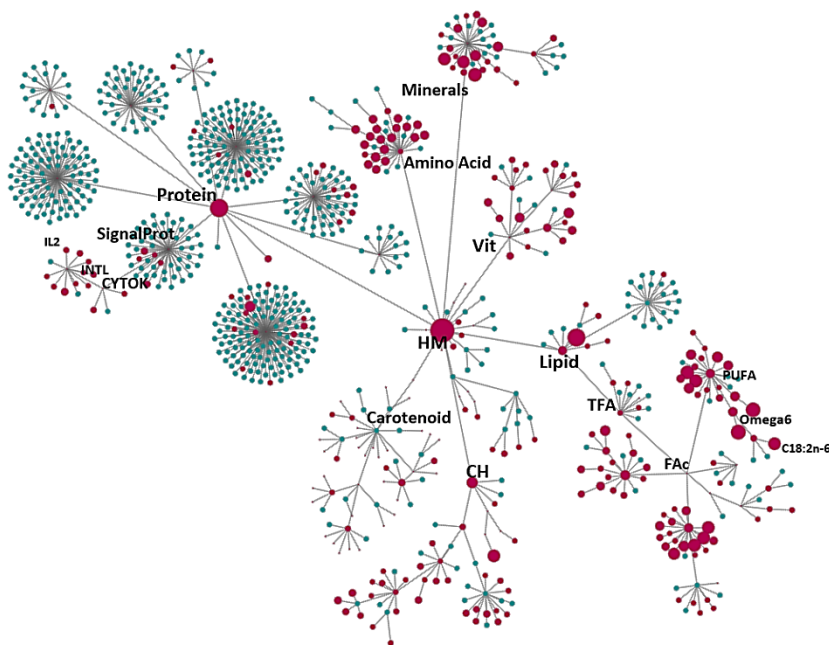 Minerals
Amino Acid
Protein
SignalProt
Vit
IL2
INTL
CYTOK
HM
Lipid
PUFA
TFA
Omega6
Carotenoid
C18:2n-6
FAc
CH